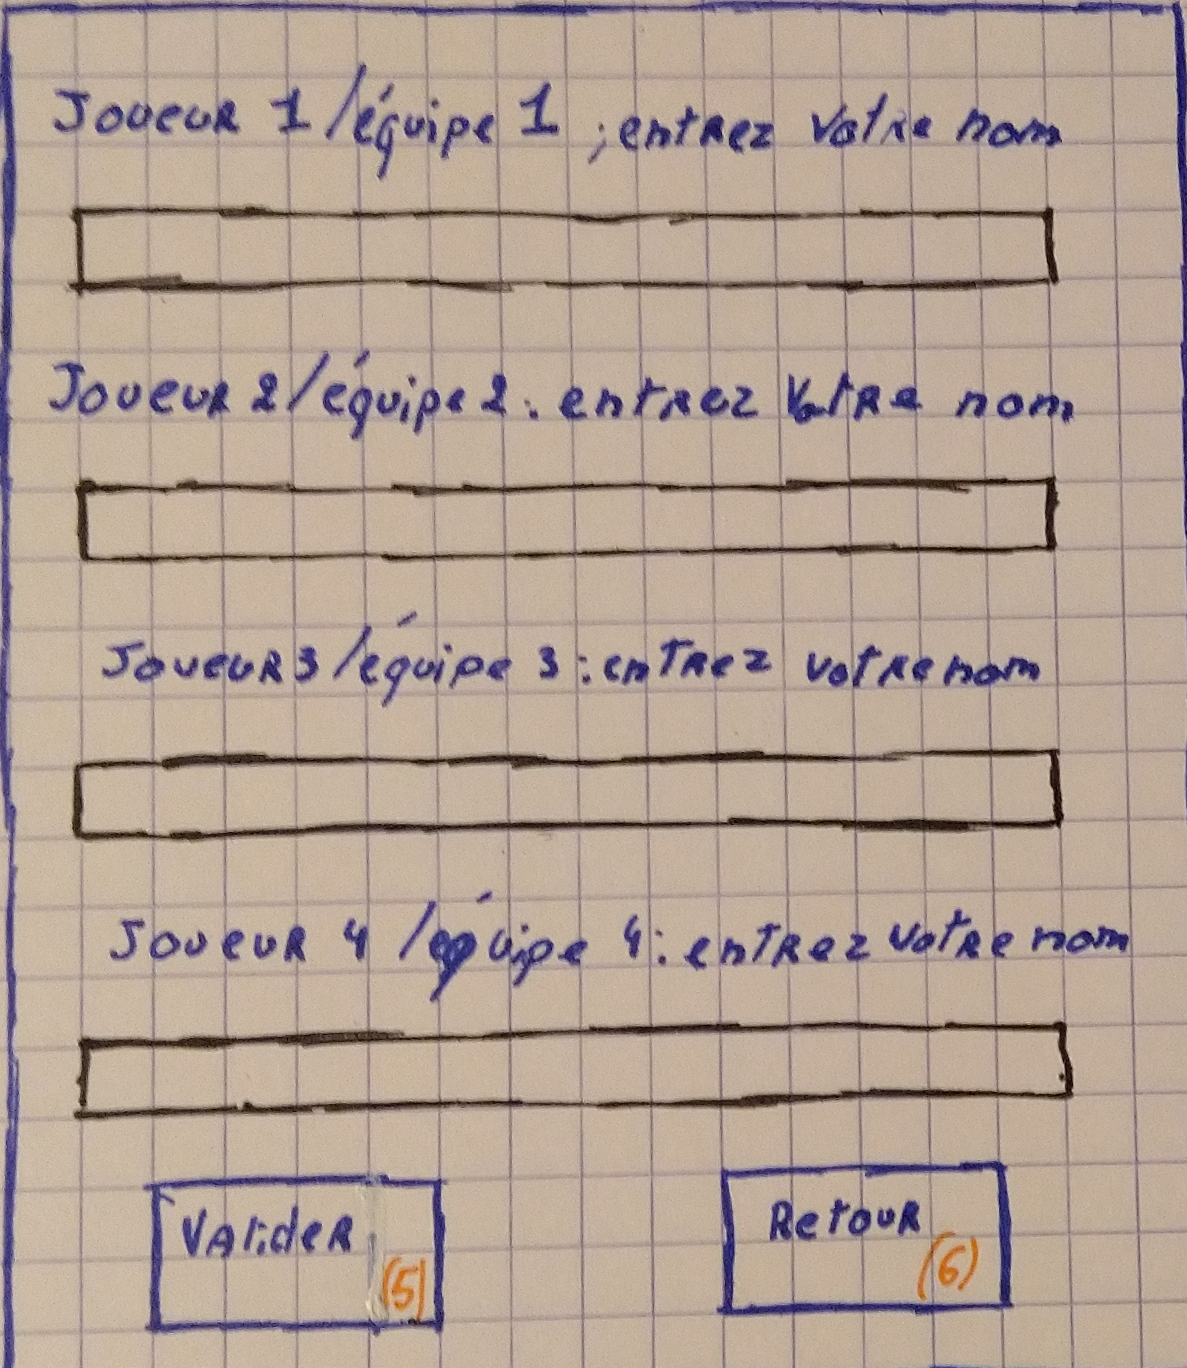 Joueur 1 /équipe 1 ; entrez votre nom
Joueur 2 / équipe 2 : entrez votre nom
Joueur 3 /équipe 3 : entrez votre nom
Joueur 4 /équipe 4 : entrez votre nom
Valider
(5)
Retour
(6)